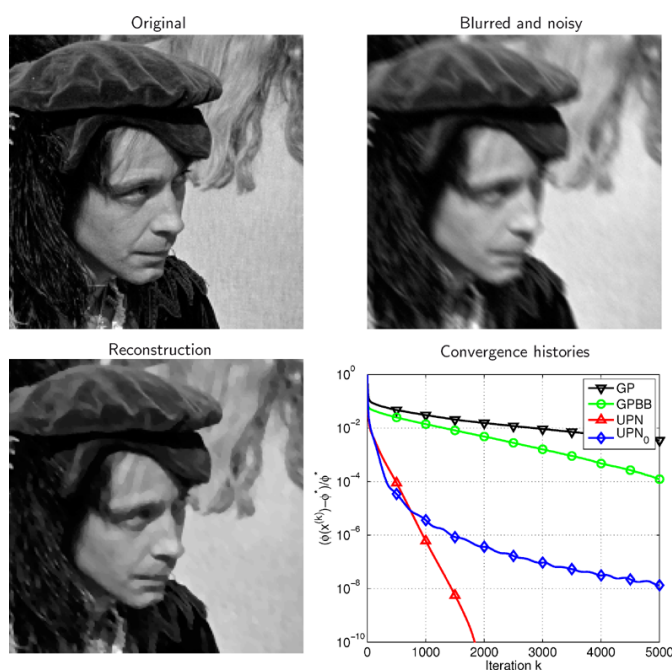 Original
Blurred and noisy
Reconstruction
Convergence histories
10^0
10^-2
10^-4
10^-6
10^-8
10^-10
(ϕ(x^(k))−ϕ*)/ϕ*
GP
GPBB
UPN
UPN_0
0
1000
2000
3000
4000
5000
Iteration k